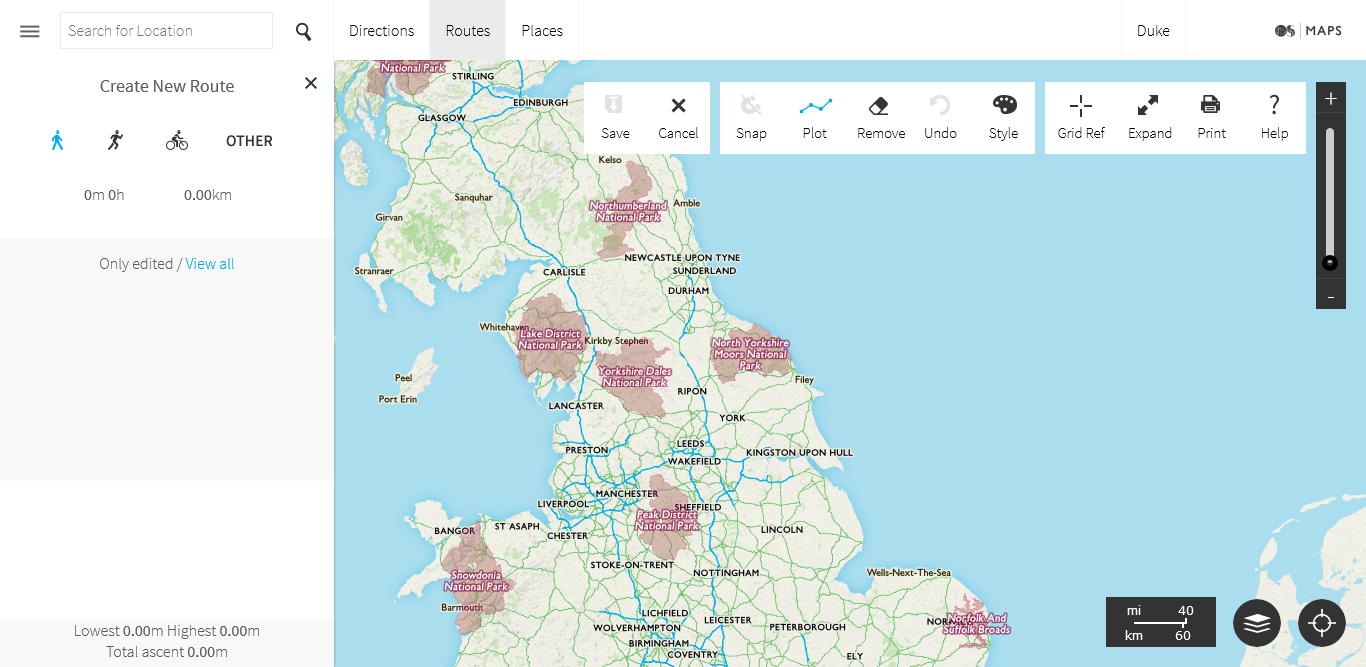 Search for Location
Directions
Routes
Places
Duke
OS MAPS
Create New Route
OTHER
0m 0h
0.00km
Only edited / View all
Lowest 0.00m Highest 0.00m
Total ascent 0.00m
Save
Cancel
Snap
Plot
Remove
Undo
Style
Grid Ref
Expand
Print
Help
+
-
National Park
STIRLING
EDINBURGH
GLASGOW
Kelso
Sanquhar
Northumberland
National Park
Amble
Girvan
NEWCASTLE UPON TYNE
Stranraer
CARLISLE
SUNDERLAND
DURHAM
Whitehaven
Lake District
National Park
Kirkby Stephen
North Yorkshire
Moors National
Park
Yorkshire Dales
National Park
Peel
Filey
Port Erin
RIPON
LANCASTER
YORK
LEEDS
PRESTON
KINGSTON UPON HULL
WAKEFIELD
MANCHESTER
LIVERPOOL
SHEFFIELD
Peak District
National Park
BANGOR
ST ASAPH
CHESTER
LINCOLN
STOKE-ON-TRENT
Snowdonia
National Park
NOTTINGHAM
Wells-Next-The-Sea
Barmouth
LICHFIELD
LEICESTER
WOLVERHAMPTON
PETERBOROUGH
Norfolk And
Suffolk Broads
BIRMINGHAM
COVENTRY
ELY
mi 40
km 60